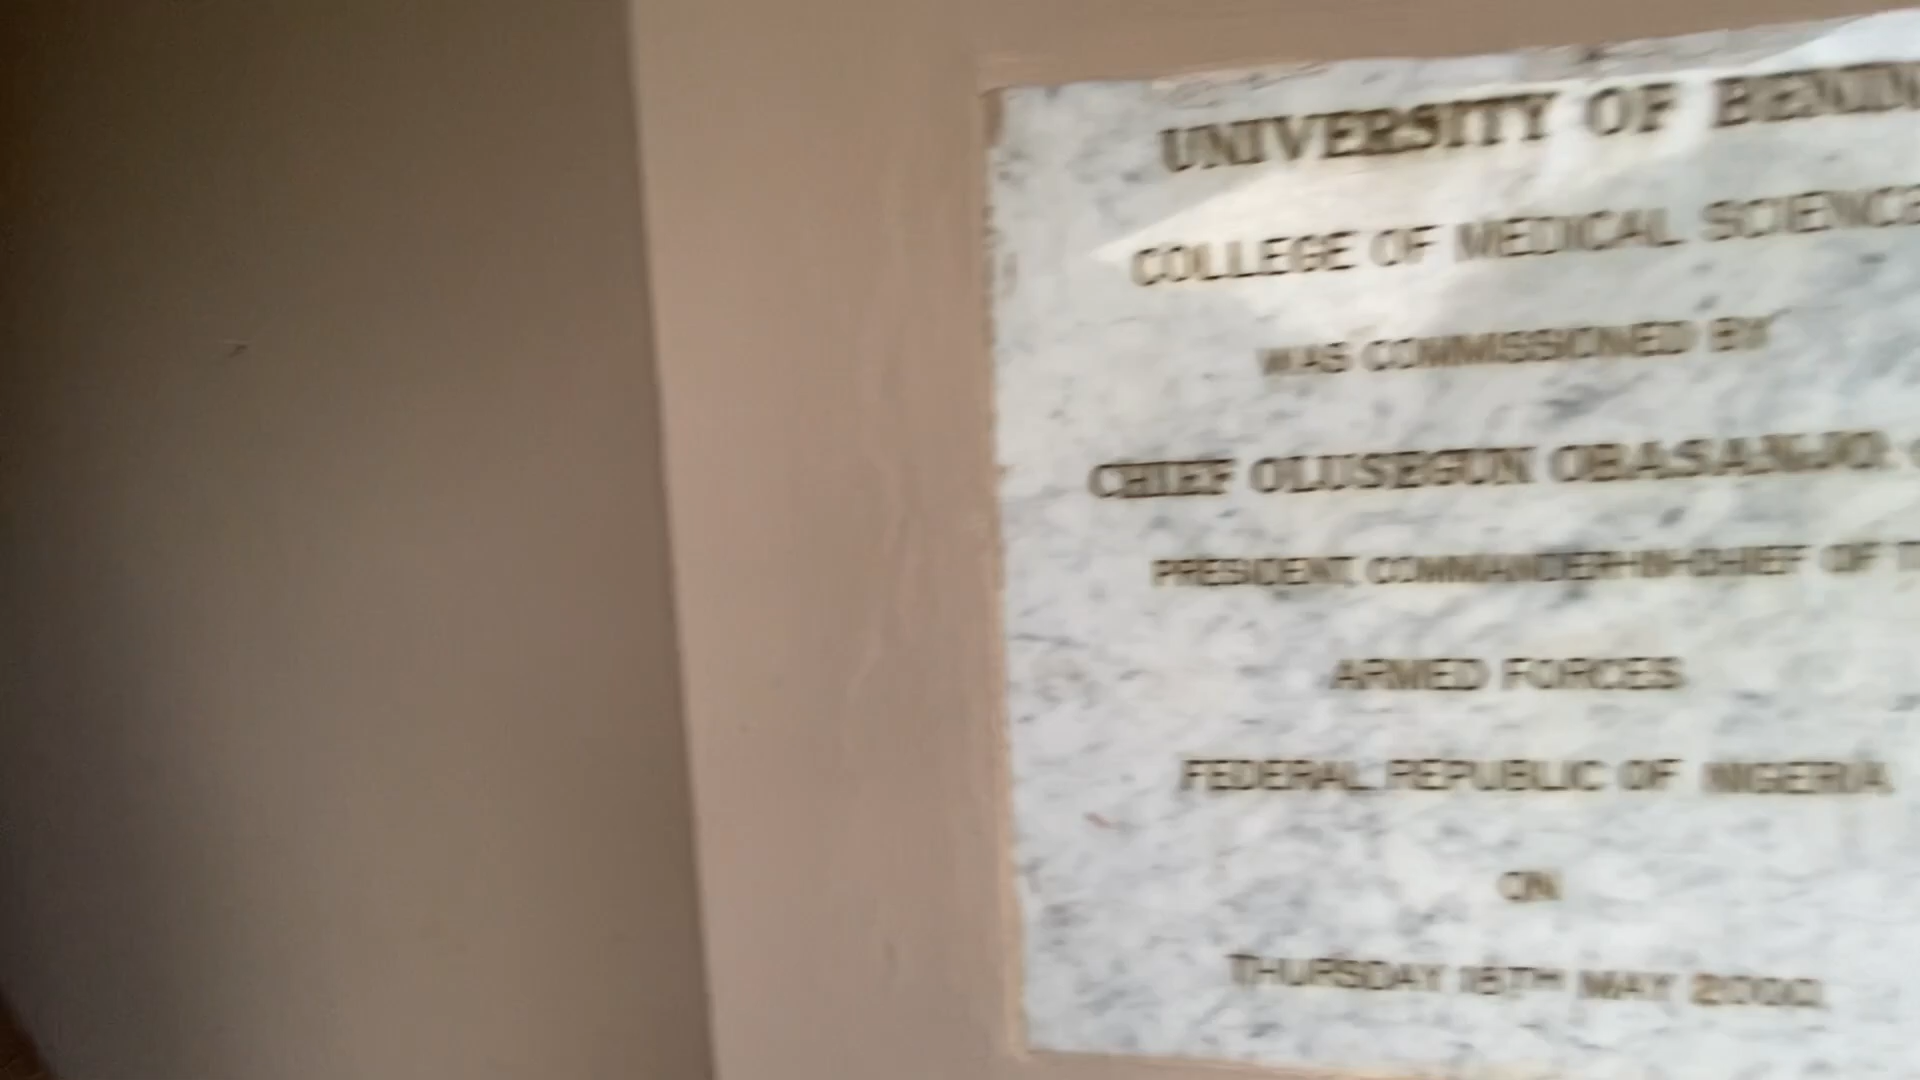 UNIVERSITY OF BENIN
COLLEGE OF MEDICAL SCIENCE
WAS COMMISSIONED BY
CHIEF OLUSEGUN OBASANJO,
PRESIDENT, COMMANDER-IN-CHIEF OF
ARMED FORCES
FEDERAL REPUBLIC OF NIGERIA
ON
THURSDAY MAY 2000.